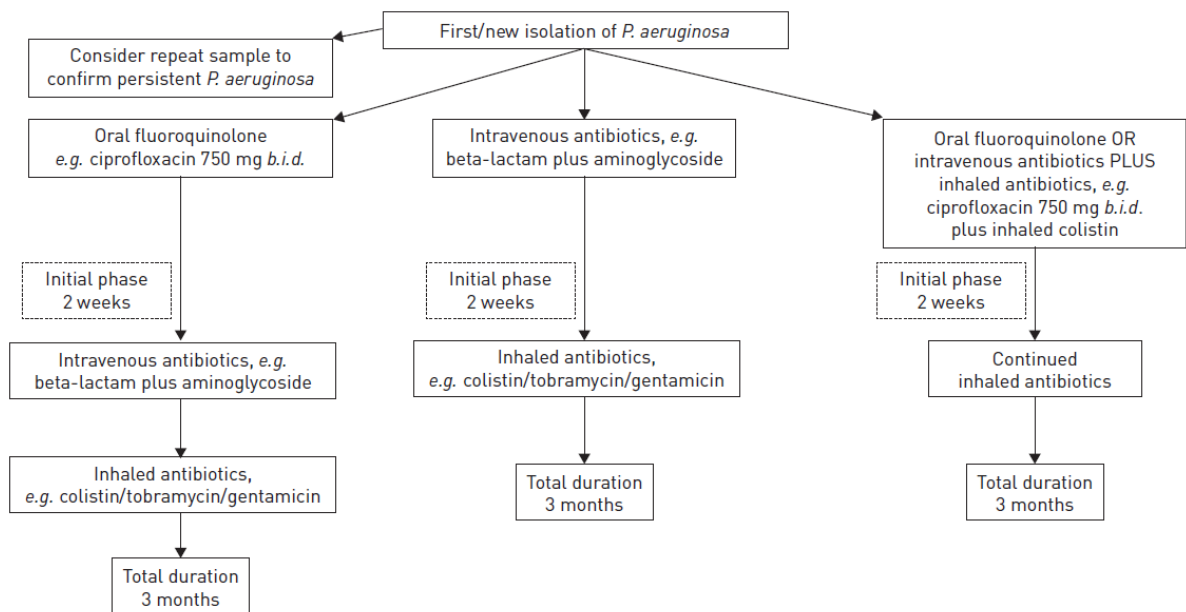 First/new isolation of P. aeruginosa
Consider repeat sample to
confirm persistent P. aeruginosa
Oral fluoroquinolone
e.g. ciprofloxacin 750 mg b.i.d.
Intravenous antibiotics, e.g.
beta-lactam plus aminoglycoside
Oral fluoroquinolone OR
intravenous antibiotics PLUS
inhaled antibiotics, e.g.
ciprofloxacin 750 mg b.i.d.
plus inhaled colistin
Initial phase
2 weeks
Initial phase
2 weeks
Initial phase
2 weeks
Intravenous antibiotics, e.g.
beta-lactam plus aminoglycoside
Inhaled antibiotics,
e.g. colistin/tobramycin/gentamicin
Continued
inhaled antibiotics
Inhaled antibiotics,
e.g. colistin/tobramycin/gentamicin
Total duration
3 months
Total duration
3 months
Total duration
3 months